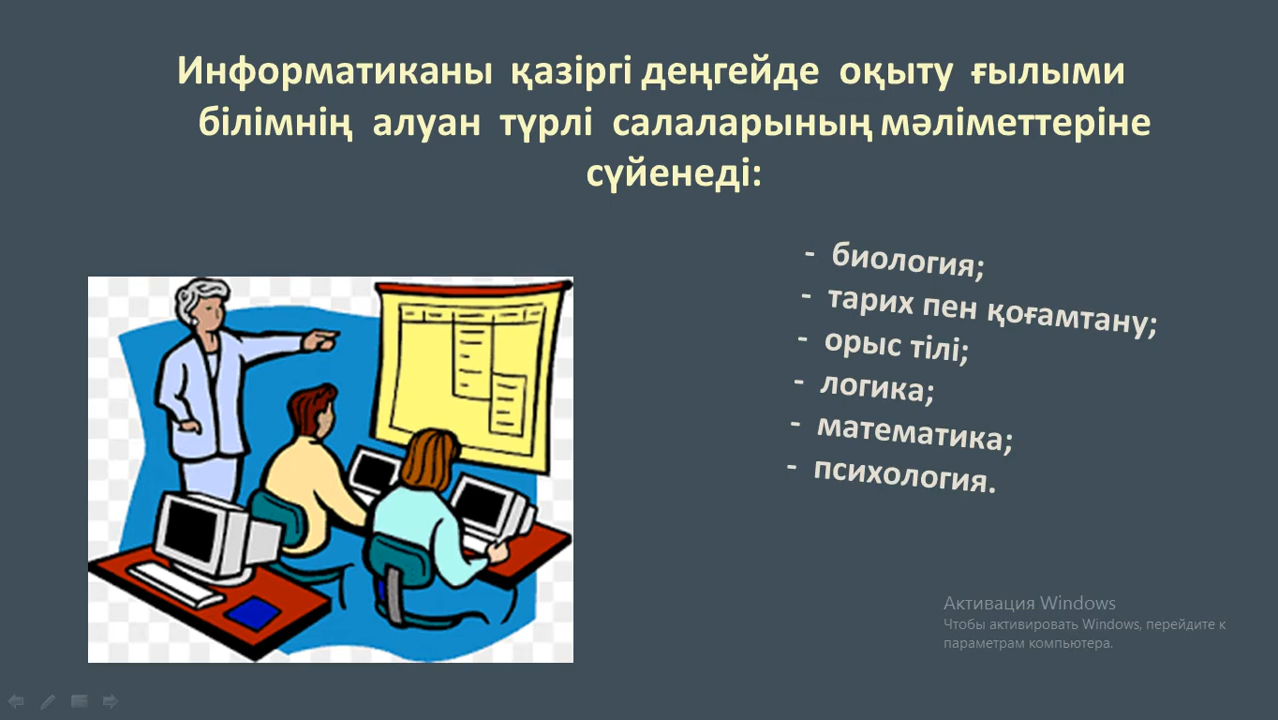 Информатиканы қазіргі деңгейде оқыту ғылыми
білімнің алуан түрлі салаларының мәліметтеріне
сүйенеді:
- биология;
- тарих пен қоғамтану;
- орыс тілі;
- логика;
- математика;
- психология.
Активация Windows
Чтобы активировать Windows, перейдите к
параметрам компьютера.